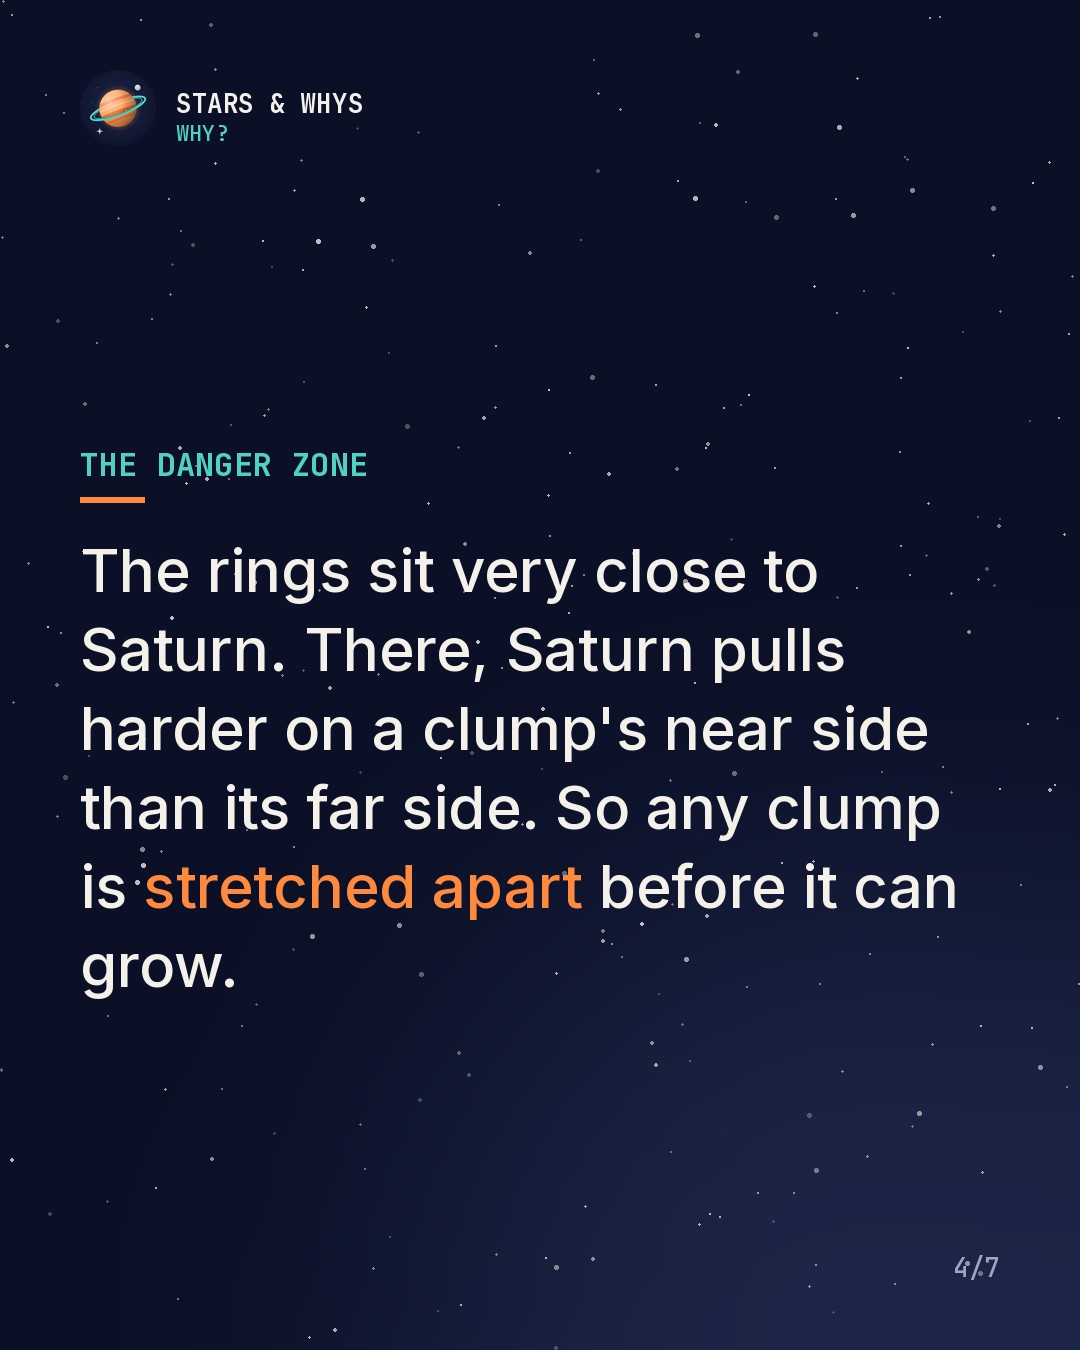 STARS & WHYS
WHY?
THE DANGER ZONE
The rings sit very close to
Saturn. There, Saturn pulls
harder on a clump's near side
than its far side. So any clump
is stretched apart before it can
grow.
4/7